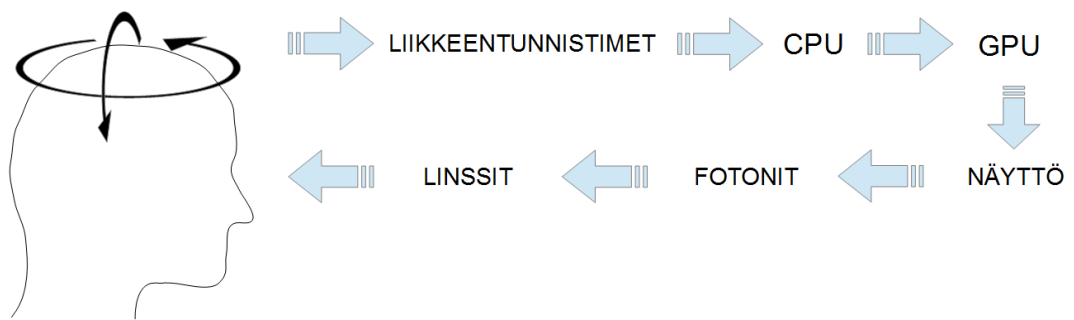 LIIKKEENTUNNISTIMET
CPU
GPU
NÄYTTÖ
FOTONIT
LINSSIT